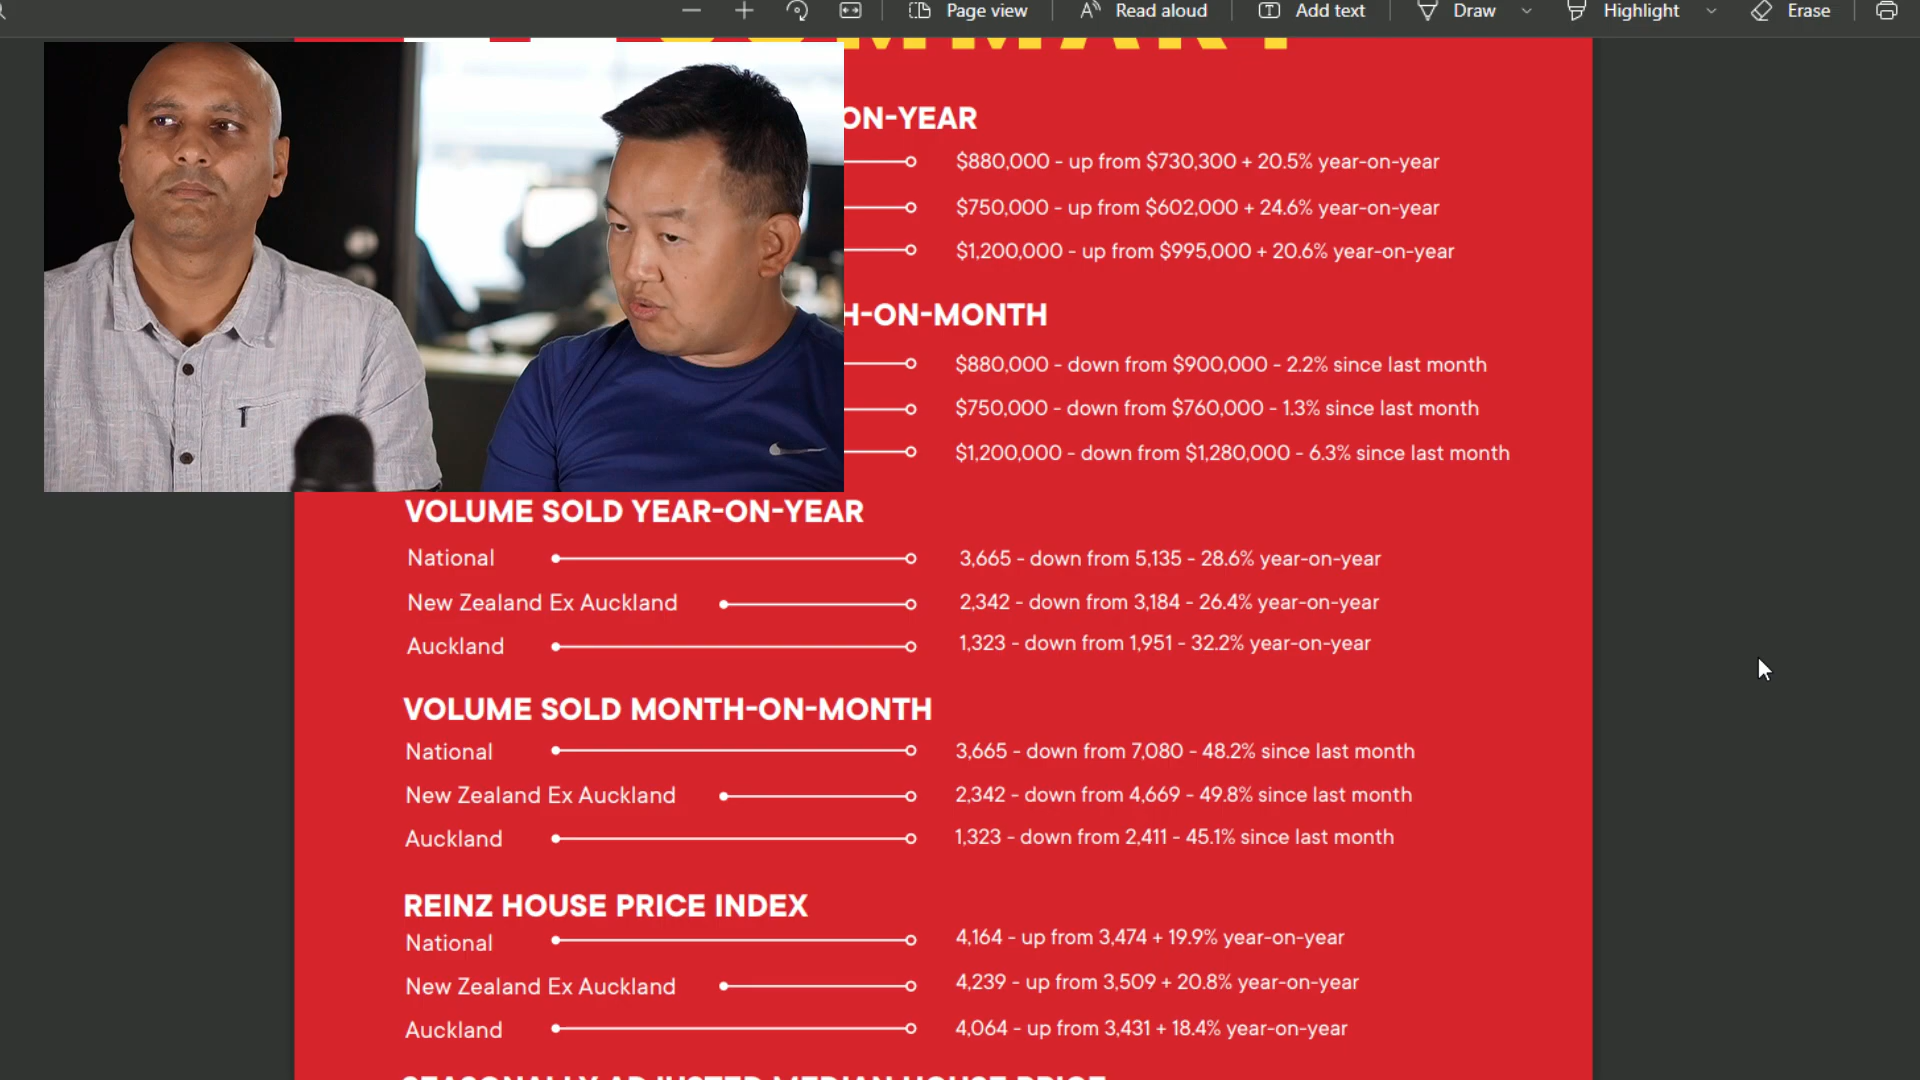 Page view
Read aloud
Add text
Draw
Highlight
Erase
ON-YEAR
$880,000 - up from $730,300 + 20.5% year-on-year
$750,000 - up from $602,000 + 24.6% year-on-year
$1,200,000 - up from $995,000 + 20.6% year-on-year
H-ON-MONTH
$880,000 - down from $900,000 - 2.2% since last month
$750,000 - down from $760,000 - 1.3% since last month
$1,200,000 - down from $1,280,000 - 6.3% since last month
VOLUME SOLD YEAR-ON-YEAR
National 3,665 - down from 5,135 - 28.6% year-on-year
New Zealand Ex Auckland 2,342 - down from 3,184 - 26.4% year-on-year
Auckland 1,323 - down from 1,951 - 32.2% year-on-year
VOLUME SOLD MONTH-ON-MONTH
National 3,665 - down from 7,080 - 48.2% since last month
New Zealand Ex Auckland 2,342 - down from 4,669 - 49.8% since last month
Auckland 1,323 - down from 2,411 - 45.1% since last month
REINZ HOUSE PRICE INDEX
National 4,164 - up from 3,474 + 19.9% year-on-year
New Zealand Ex Auckland 4,239 - up from 3,509 + 20.8% year-on-year
Auckland 4,064 - up from 3,431 + 18.4% year-on-year
SEASONALLY ADJUSTED MEDIAN HOUSE PRICE